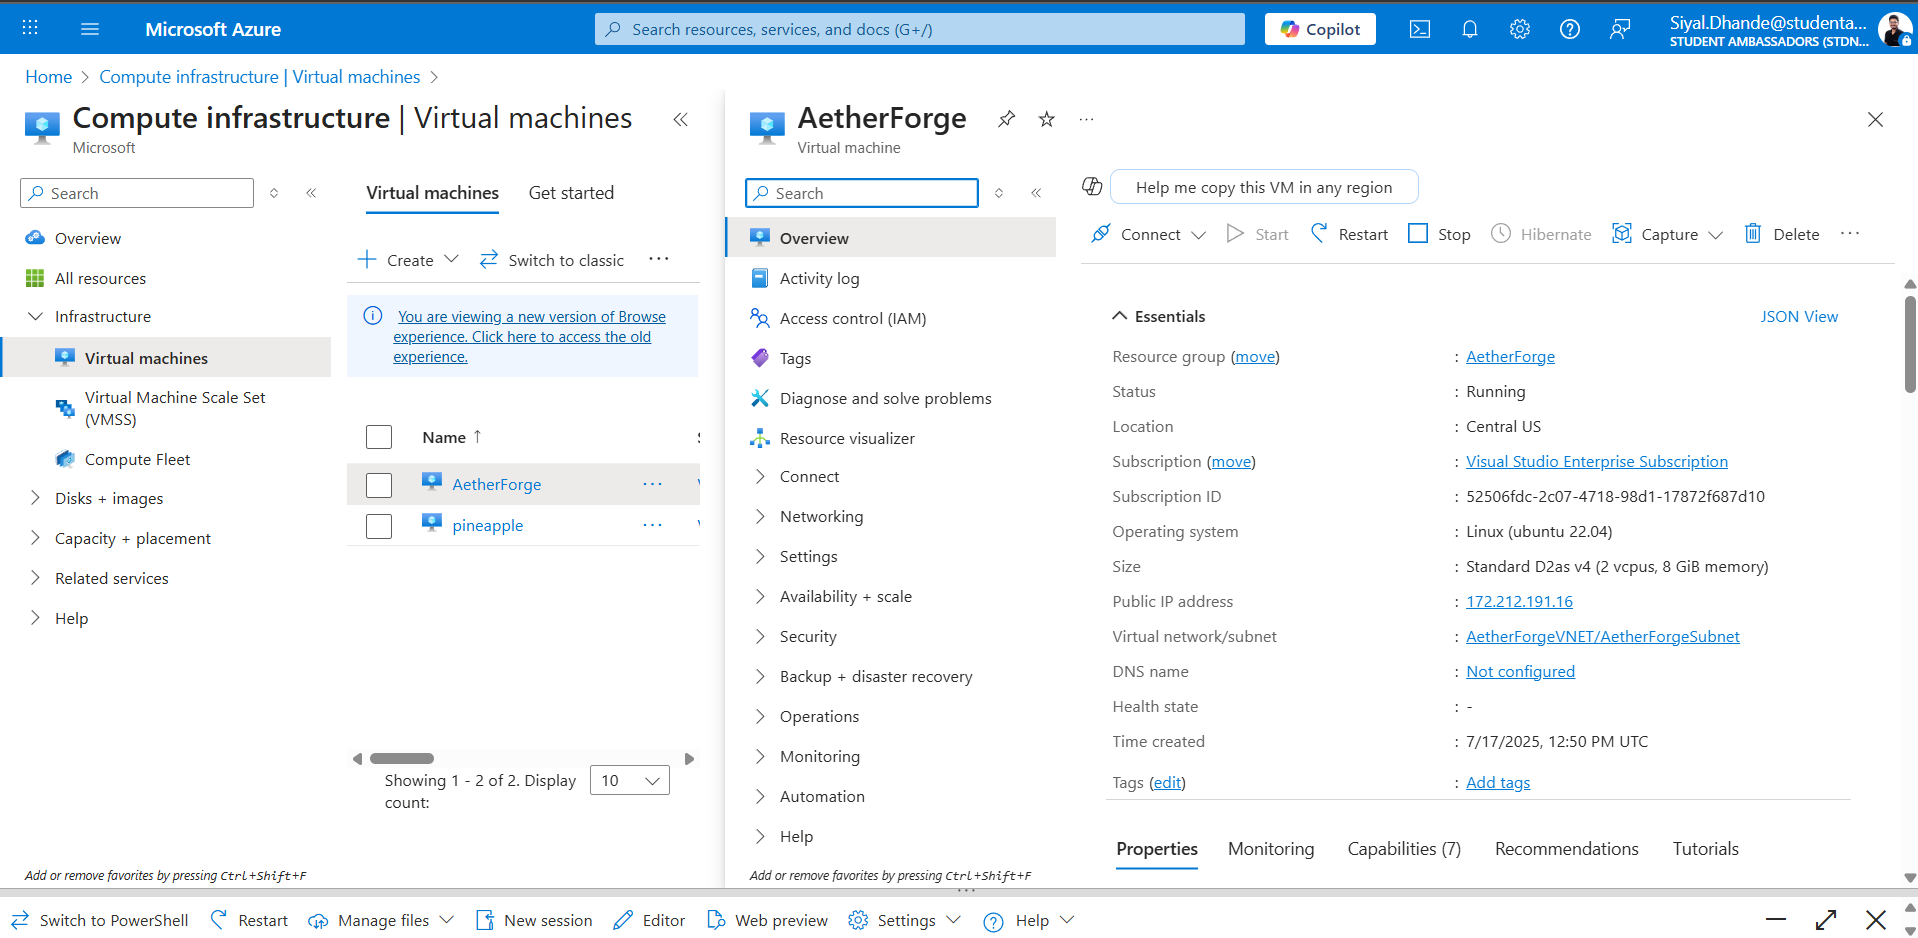 Microsoft Azure
Search resources, services, and docs (G+/)
Copilot
Siyal.Dhande@studenta...
STUDENT AMBASSADORS (STDN...
Home > Compute infrastructure | Virtual machines >
Compute infrastructure | Virtual machines
Microsoft
Search
Overview
All resources
Infrastructure
Virtual machines
Virtual Machine Scale Set
(VMSS)
Compute Fleet
Disks + images
Capacity + placement
Related services
Help
Add or remove favorites by pressing Ctrl+Shift+F
Virtual machines Get started
Create Switch to classic ...
You are viewing a new version of Browse
experience. Click here to access the old
experience.
Name ↑
AetherForge ...
pineapple ...
Showing 1 - 2 of 2. Display 10
count:
AetherForge ...
Virtual machine
Search
Overview
Activity log
Access control (IAM)
Tags
Diagnose and solve problems
Resource visualizer
Connect
Networking
Settings
Availability + scale
Security
Backup + disaster recovery
Operations
Monitoring
Automation
Help
Add or remove favorites by pressing Ctrl+Shift+F
Help me copy this VM in any region
Connect Start Restart Stop Hibernate Capture Delete ...
Essentials JSON View
Resource group (move) : AetherForge
Status : Running
Location : Central US
Subscription (move) : Visual Studio Enterprise Subscription
Subscription ID : 52506fdc-2c07-4718-98d1-17872f687d10
Operating system : Linux (ubuntu 22.04)
Size : Standard D2as v4 (2 vcpus, 8 GiB memory)
Public IP address : 172.212.191.16
Virtual network/subnet : AetherForgeVNET/AetherForgeSubnet
DNS name : Not configured
Health state : -
Time created : 7/17/2025, 12:50 PM UTC
Tags (edit) : Add tags
Properties Monitoring Capabilities (7) Recommendations Tutorials
Switch to PowerShell Restart Manage files New session Editor Web preview Settings Help